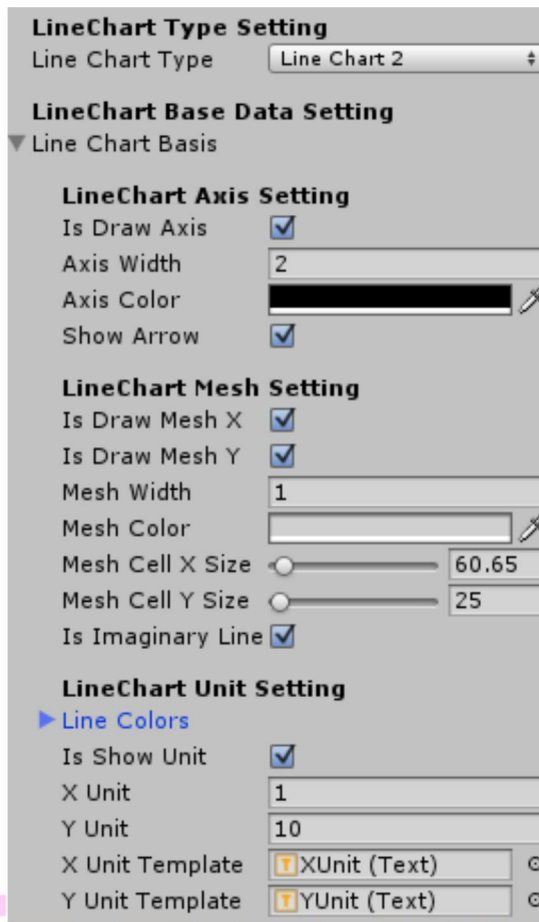 LineChart Type Setting
Line Chart Type Line Chart 2
LineChart Base Data Setting
Line Chart Basis
LineChart Axis Setting
Is Draw Axis
Axis Width 2
Axis Color
Show Arrow
LineChart Mesh Setting
Is Draw Mesh X
Is Draw Mesh Y
Mesh Width 1
Mesh Color
Mesh Cell X Size 60.65
Mesh Cell Y Size 25
Is Imaginary Line
LineChart Unit Setting
Line Colors
Is Show Unit
X Unit 1
Y Unit 10
X Unit Template T XUnit (Text)
Y Unit Template T YUnit (Text)